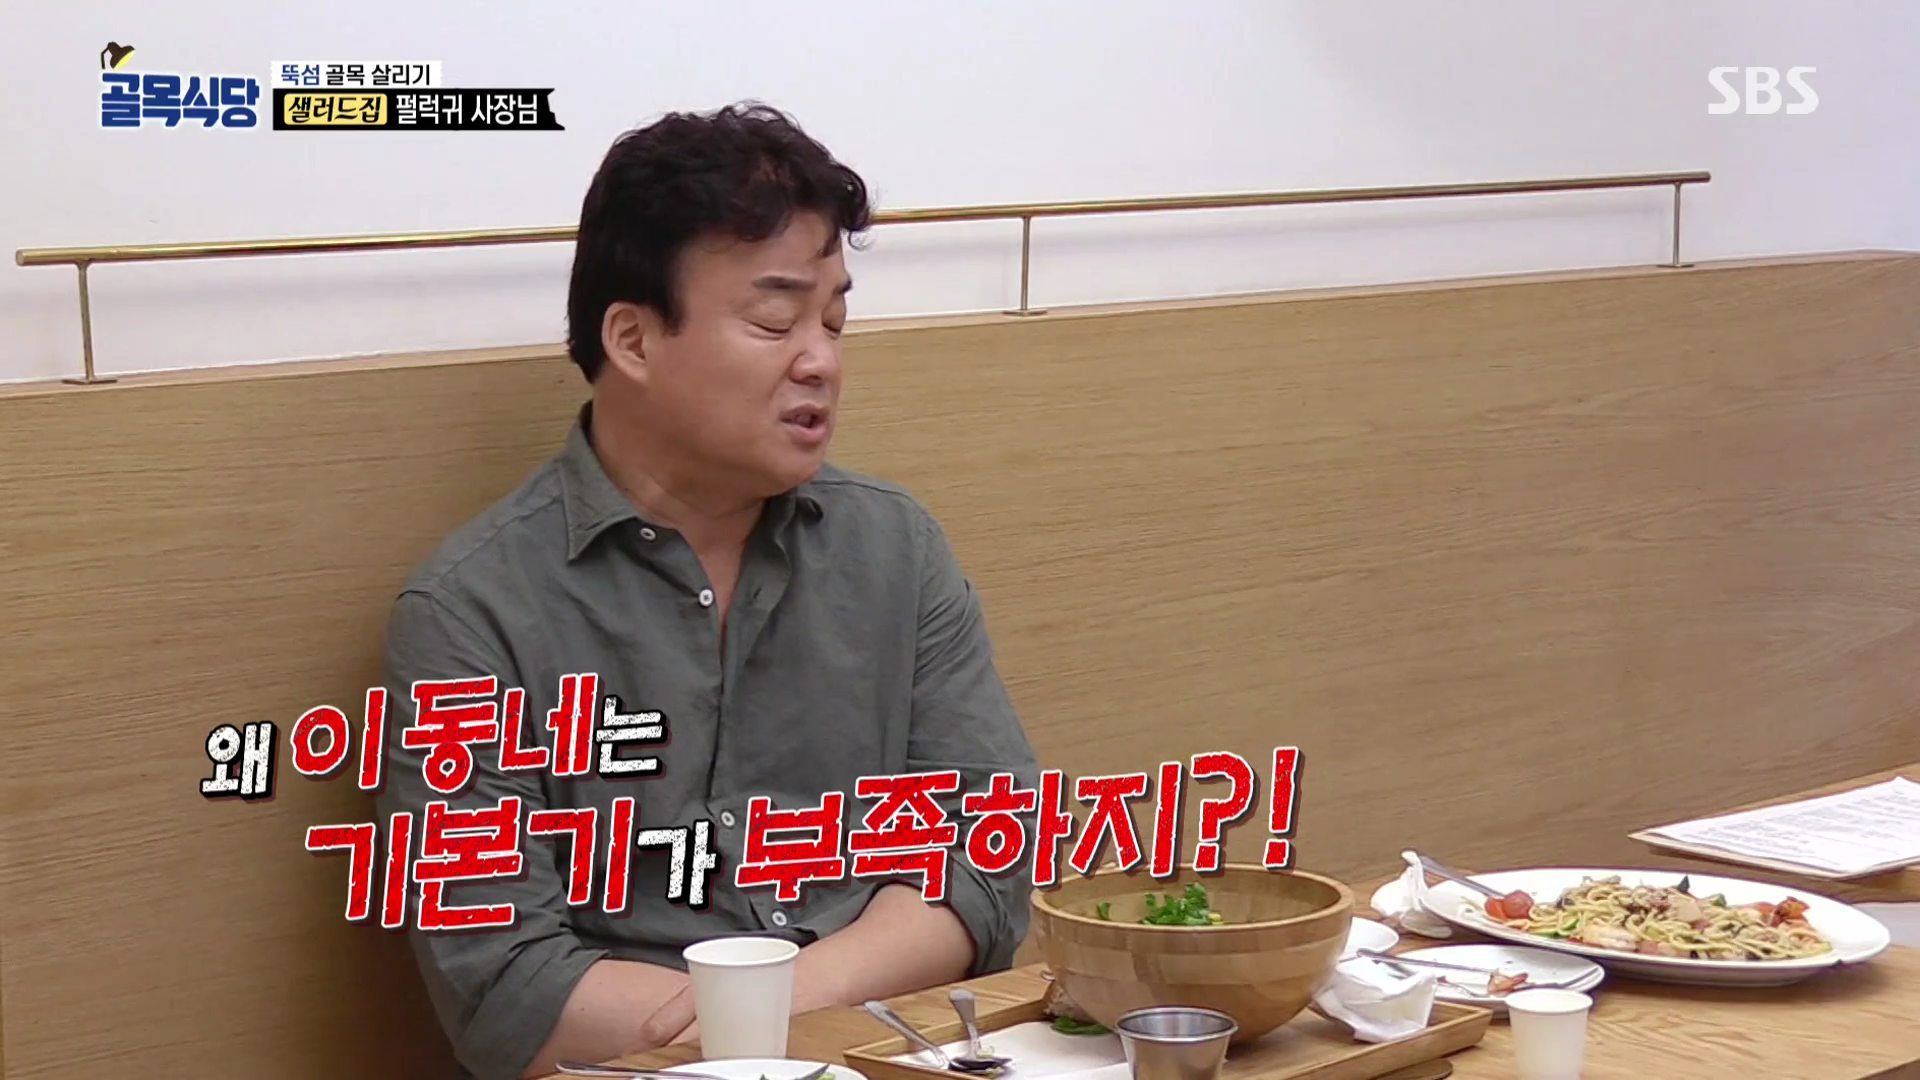 골목식당
뚝섬 골목 살리기
샐러드집 펄럭귀 사장님
SBS
왜 이 동네는
기본기가 부족하지?!